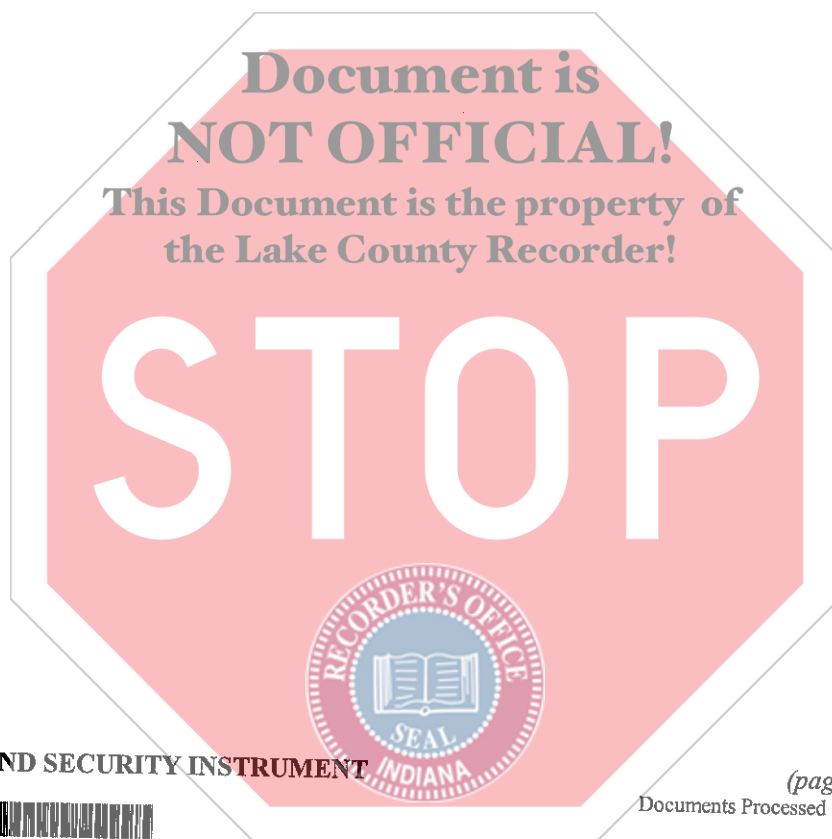 Document is
NOT OFFICIAL!
This Document is the property of
the Lake County Recorder!
STOP
RECORDER'S OFFICE
SEAL
INDIANA
ND SECURITY INSTRUMENT
(pag
Documents Processed